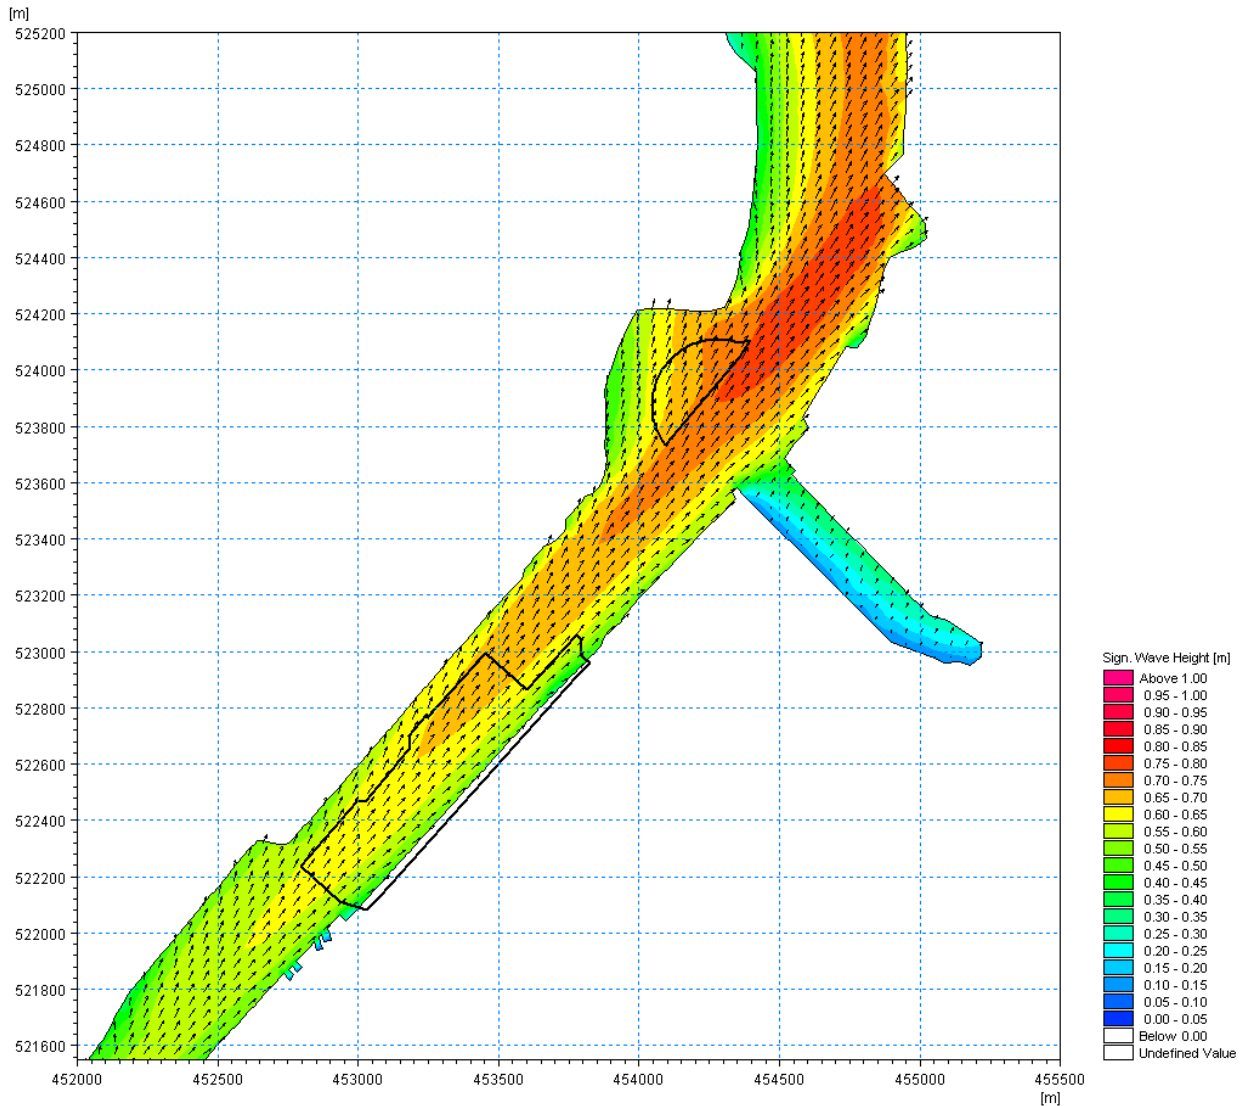 [m]
525200
525000
524800
524600
524400
524200
524000
523800
523600
523400
523200
523000
522800
522600
522400
522200
522000
521800
521600
452000 452500 453000 453500 454000 454500 455000 455500
[m]
Sign. Wave Height [m]
Above 1.00
0.95 - 1.00
0.90 - 0.95
0.85 - 0.90
0.80 - 0.85
0.75 - 0.80
0.70 - 0.75
0.65 - 0.70
0.60 - 0.65
0.55 - 0.60
0.50 - 0.55
0.45 - 0.50
0.40 - 0.45
0.35 - 0.40
0.30 - 0.35
0.25 - 0.30
0.20 - 0.25
0.15 - 0.20
0.10 - 0.15
0.05 - 0.10
0.00 - 0.05
Below 0.00
Undefined Value